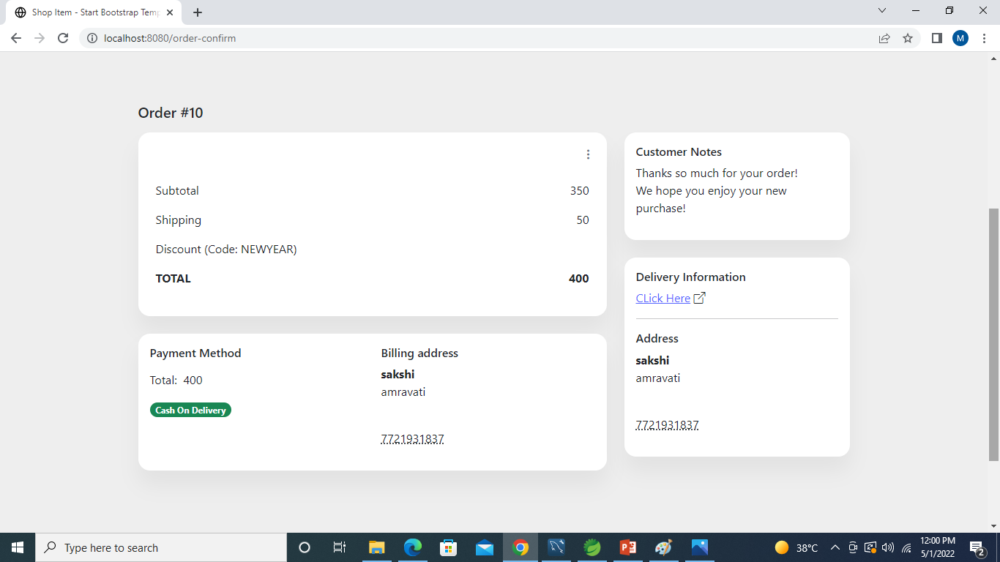 Shop Item - Start Bootstrap Temp
localhost:8080/order-confirm
M
Order #10
Subtotal 350
Shipping 50
Discount (Code: NEWYEAR)
TOTAL 400
Payment Method
Total: 400
Cash On Delivery
Billing address
sakshi
amravati
7721931837
Customer Notes
Thanks so much for your order!
We hope you enjoy your new
purchase!
Delivery Information
CLick Here
Address
sakshi
amravati
7721931837
Type here to search
38°C
12:00 PM
5/1/2022
2